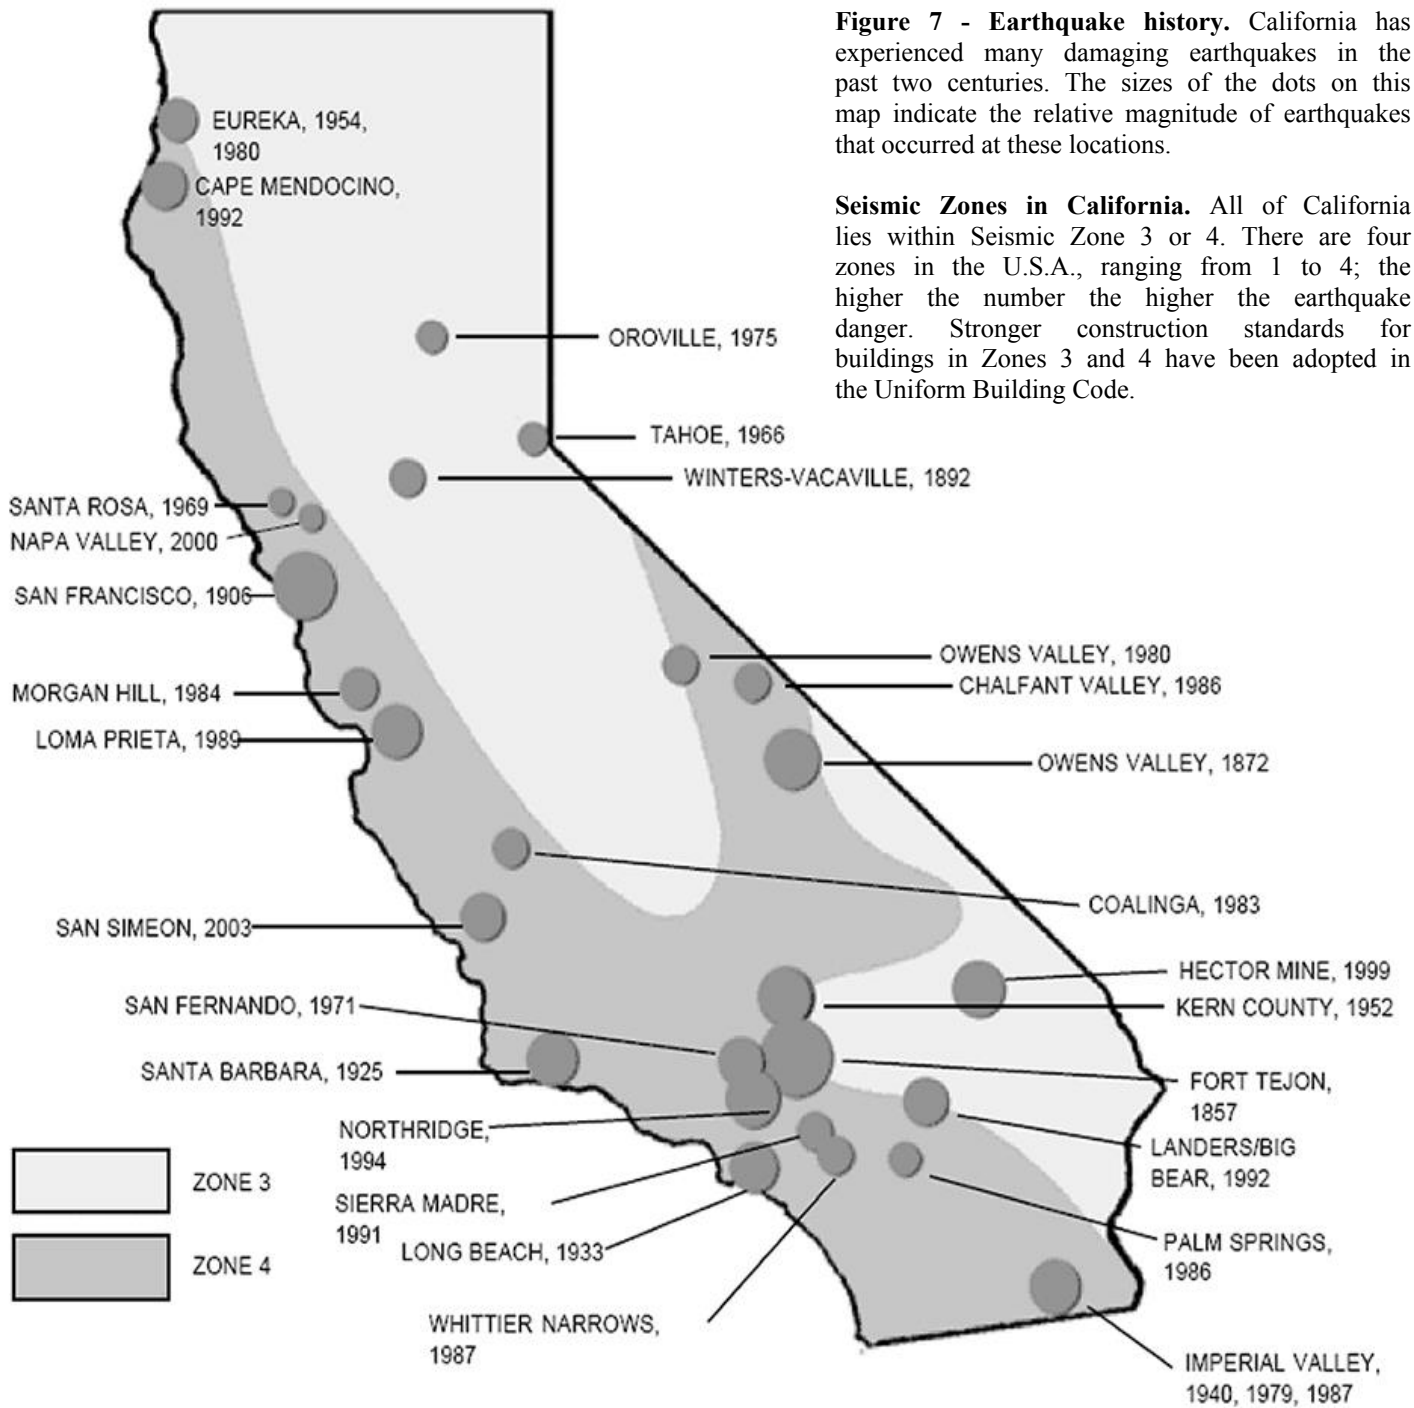 Figure 7 - Earthquake history. California has
experienced many damaging earthquakes in the
past two centuries. The sizes of the dots on this
map indicate the relative magnitude of earthquakes
that occurred at these locations.
Seismic Zones in California. All of California
lies within Seismic Zone 3 or 4. There are four
zones in the U.S.A., ranging from 1 to 4; the
higher the number the higher the earthquake
danger. Stronger construction standards for
buildings in Zones 3 and 4 have been adopted in
the Uniform Building Code.
EUREKA, 1954,
1980
CAPE MENDOCINO,
1992
OROVILLE, 1975
TAHOE, 1966
WINTERS-VACAVILLE, 1892
SANTA ROSA, 1969
NAPA VALLEY, 2000
SAN FRANCISCO, 1906
OWENS VALLEY, 1980
CHALFANT VALLEY, 1986
MORGAN HILL, 1984
LOMA PRIETA, 1989
OWENS VALLEY, 1872
COALINGA, 1983
SAN SIMEON, 2003
HECTOR MINE, 1999
KERN COUNTY, 1952
SAN FERNANDO, 1971
SANTA BARBARA, 1925
FORT TEJON,
1857
NORTHRIDGE,
1994
LANDERS/BIG
BEAR, 1992
ZONE 3
SIERRA MADRE,
1991
LONG BEACH, 1933
PALM SPRINGS,
1986
ZONE 4
WHITTIER NARROWS,
1987
IMPERIAL VALLEY,
1940, 1979, 1987